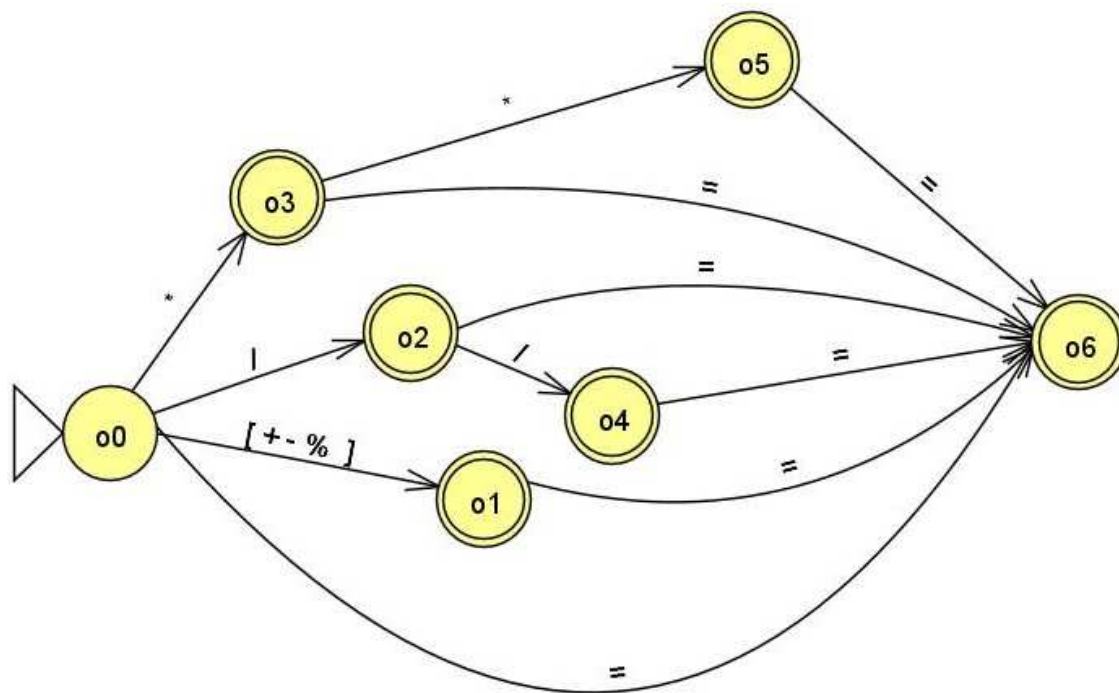 o5
*
=
o3
=
*
=
o2
/
/
=
o6
o4
o0
[ + - % ]
=
o1
=